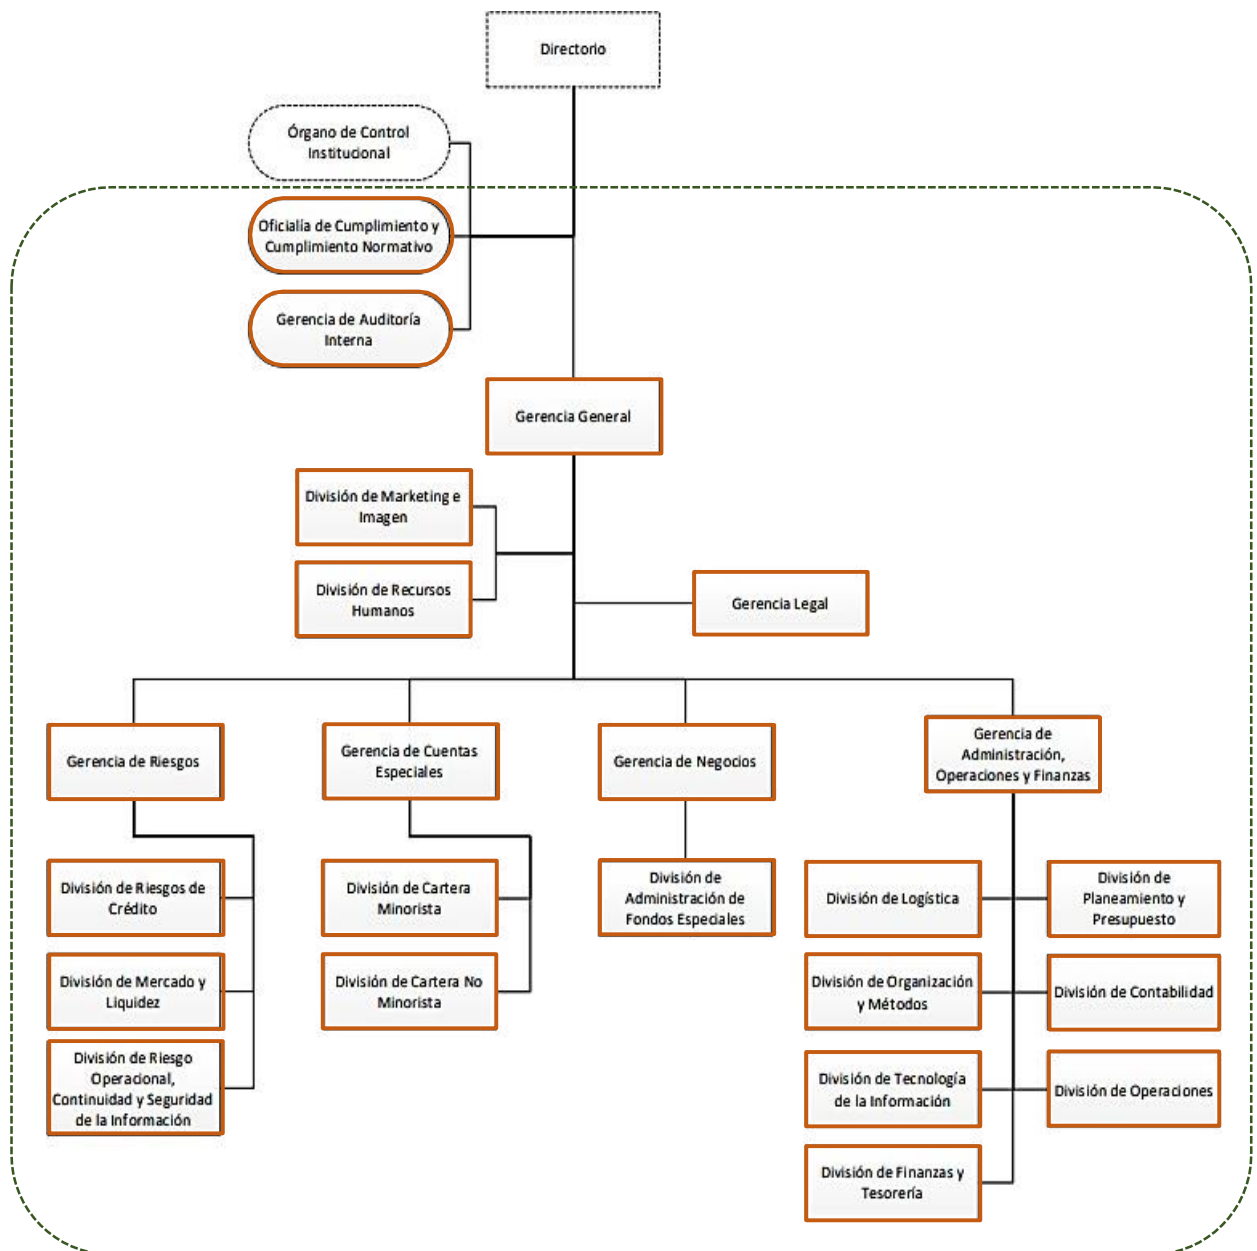 Directorio
Órgano de Control
Institucional
Oficialía de Cumplimiento y
Cumplimiento Normativo
Gerencia de Auditoría
Interna
Gerencia General
División de Marketing e
Imagen
División de Recursos
Humanos
Gerencia Legal
Gerencia de Riesgos
Gerencia de Cuentas
Especiales
Gerencia de Negocios
Gerencia de
Administración,
Operaciones y Finanzas
División de Riesgos de
Crédito
División de Mercado y
Liquidez
División de Riesgo
Operacional,
Continuidad y Seguridad
de la Información
División de Cartera
Minorista
División de Cartera No
Minorista
División de
Administración de
Fondos Especiales
División de Logística
División de
Planeamiento y
Presupuesto
División de Organización
y Métodos
División de Contabilidad
División de Tecnología
de la Información
División de Operaciones
División de Finanzas y
Tesorería